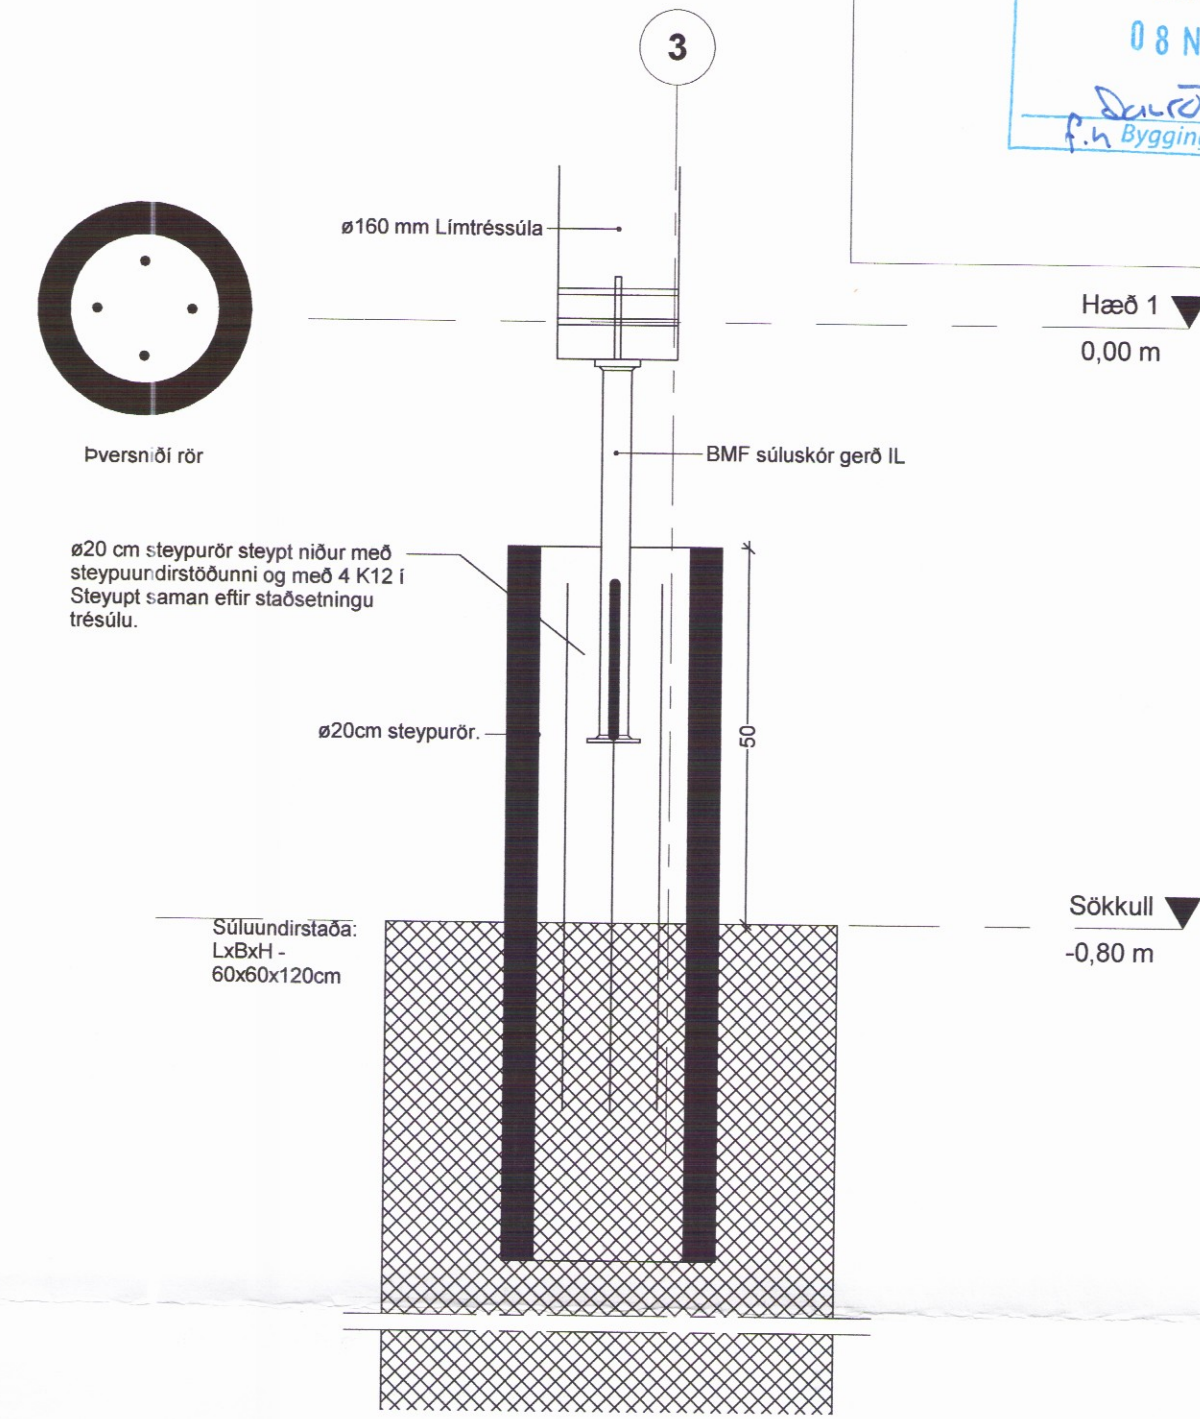 3
08 N
f.h Bygging
ø160 mm Límtréssúla
Hæð 1
0,00 m
Þversniðí rör
BMF súluskór gerð IL
ø20 cm steypurör steypt niður með
steypuundirstöðunni og með 4 K12 í
Steyupt saman eftir staðsetningu
trésúlu.
ø20cm steypurör.
50
Súluundirstaða:
LxBxH -
60x60x120cm
Sökkull
-0,80 m